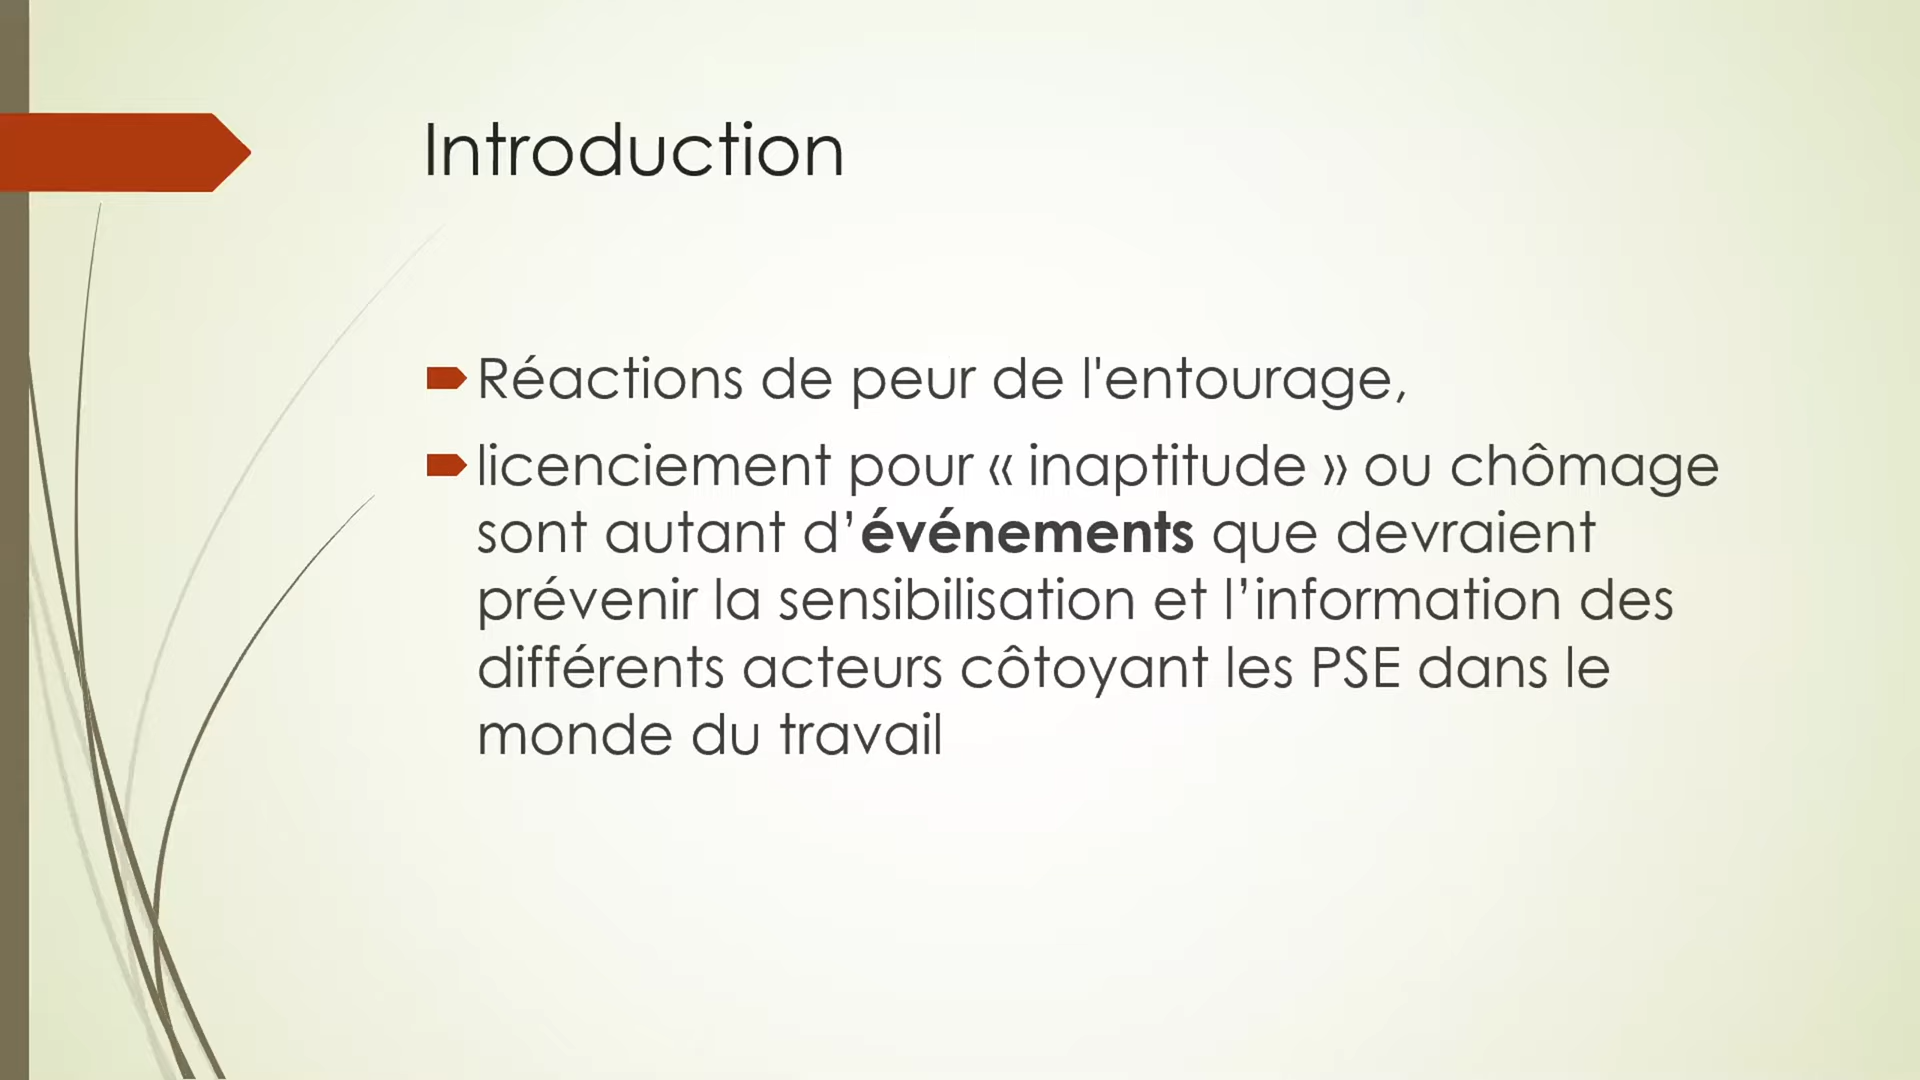 Introduction
Réactions de peur de l'entourage,
licenciement pour « inaptitude » ou chômage
sont autant d’événements que devraient
prévenir la sensibilisation et l’information des
différents acteurs côtoyant les PSE dans le
monde du travail